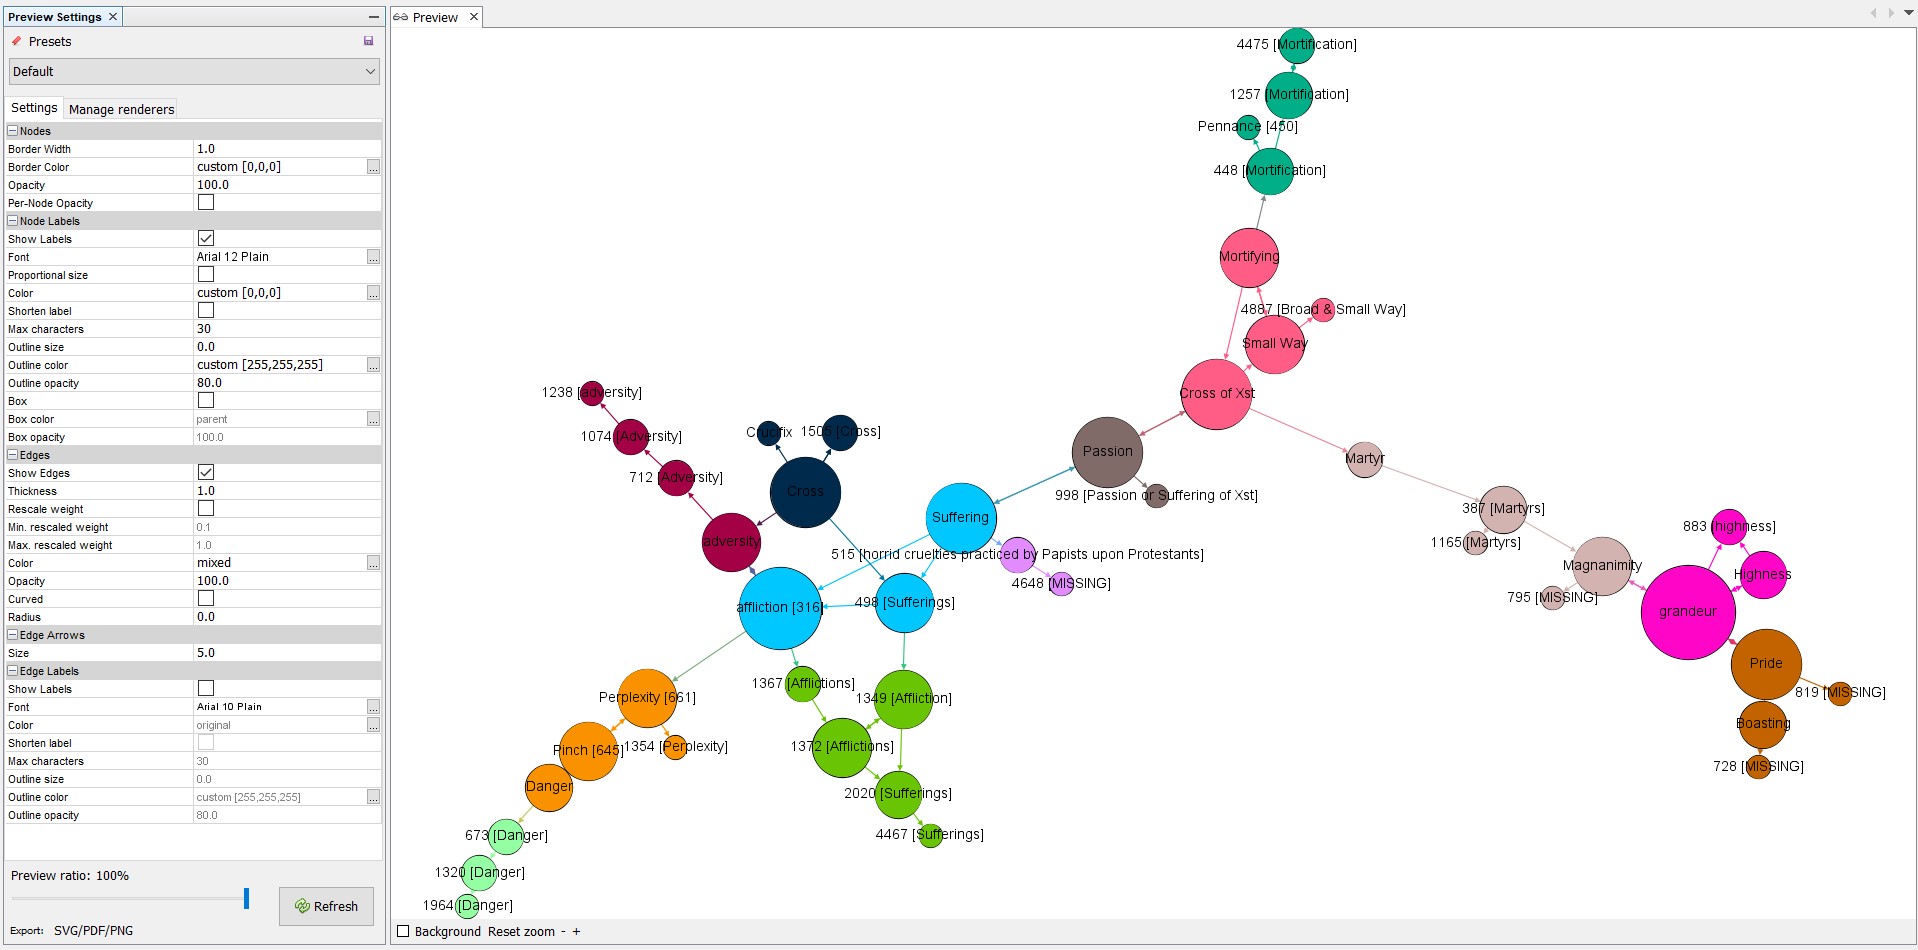 Preview Settings
Presets
Default
Settings Manage renderers
Nodes
Border Width 1.0
Border Color custom [0,0,0] ...
Opacity 100.0
Per-Node Opacity
Node Labels
Show Labels
Font Arial 12 Plain ...
Proportional size
Color custom [0,0,0] ...
Shorten label
Max characters 30
Outline size 0.0
Outline color custom [255,255,255] ...
Outline opacity 80.0
Box
Box color parent ...
Box opacity 100.0
Edges
Show Edges
Thickness 1.0
Rescale weight
Min. rescaled weight 0.1
Max. rescaled weight 1.0
Color mixed ...
Opacity 100.0
Curved
Radius 0.0
Edge Arrows
Size 5.0
Edge Labels
Show Labels
Font Arial 10 Plain ...
Color original ...
Shorten label
Max characters 30
Outline size 0.0
Outline color custom [255,255,255] ...
Outline opacity 80.0
Preview ratio: 100%
Refresh
Export: SVG/PDF/PNG
Preview
4475 [Mortification]
1257 [Mortification]
Pennance [450]
448 [Mortification]
Mortifying
4887 [Broad & Small Way]
Small Way
Cross of Xst
1238 [adversity]
1074 [Adversity]
Crucifix
1505 [Cross]
712 [Adversity]
Cross
Passion
Martyr
998 [Passion or Suffering of Xst]
387 [Martyrs]
Suffering
883 [highness]
adversity
1165 [Martyrs]
515 [horrid cruelties practiced by Papists upon Protestants]
Magnanimity
Highness
4648 [MISSING]
795 [MISSING]
affliction [316]
498 [Sufferings]
grandeur
Pride
1367 [Afflictions]
819 [MISSING]
Perplexity [661]
1349 [Affliction]
Boasting
Pinch [645]
1354 [Perplexity]
1372 [Afflictions]
728 [MISSING]
Danger
2020 [Sufferings]
673 [Danger]
4467 [Sufferings]
1320 [Danger]
1964 [Danger]
Background Reset zoom - +